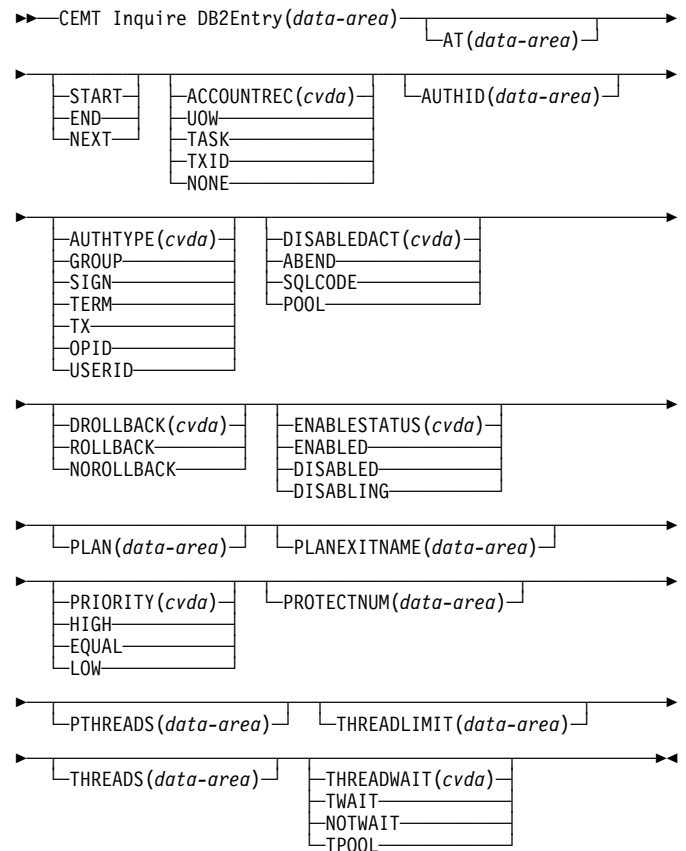 CEMT Inquire DB2Entry(data-area)
AT(data-area)
START ACCOUNTREC(cvda) AUTHID(data-area)
END UOW
NEXT TASK
TXID
NONE
AUTHTYPE(cvda) DISABLEDACT(cvda)
GROUP ABEND
SIGN SQLCODE
TERM POOL
TX
OPID
USERID
DROLLBACK(cvda) ENABLESTATUS(cvda)
ROLLBACK ENABLED
NOROLLBACK DISABLED
DISABLING
PLAN(data-area) PLANEXITNAME(data-area)
PRIORITY(cvda) PROTECTNUM(data-area)
HIGH
EQUAL
LOW
PTHREADS(data-area) THREADLIMIT(data-area)
THREADS(data-area) THREADWAIT(cvda)
TWAIT
NOTWAIT
TPOOL